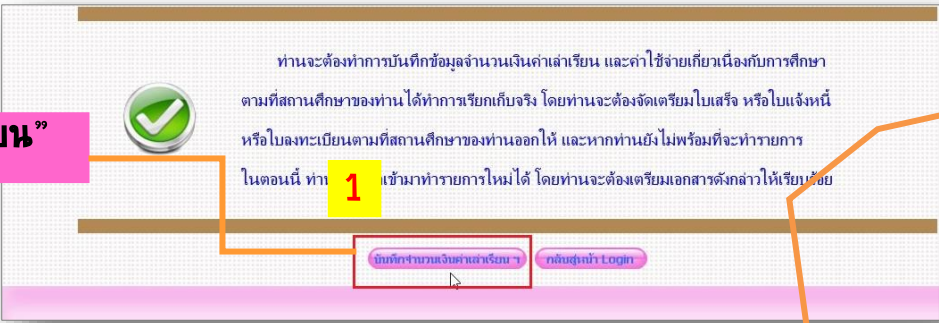 ท่านจะต้องทำการบันทึกข้อมูลจำนวนเงินค่าเล่าเรียน และค่าใช้จ่ายเกี่ยวเนื่องกับการศึกษา
ตามที่สถานศึกษาของท่าน ได้ทำการเรียกเก็บจริง โดยท่านจะต้องจัดเตรียมใบเสร็จ หรือใบแจ้งหนี้
ยน”
หรือใบลงทะเบียนตามที่สถานศึกษาของท่านออกให้ และหากท่านยังไม่พร้อมที่จะทำรายการ
ในตอนนี้ ท่าน 1 เข้ามาทำรายการใหม่ได้ โดยท่านจะต้องเตรียมเอกสารดังกล่าวให้เรียบร้อย
บันทึกจำนวนเงินค่าเล่าเรียน ฯ กลับสู่หน้า Login